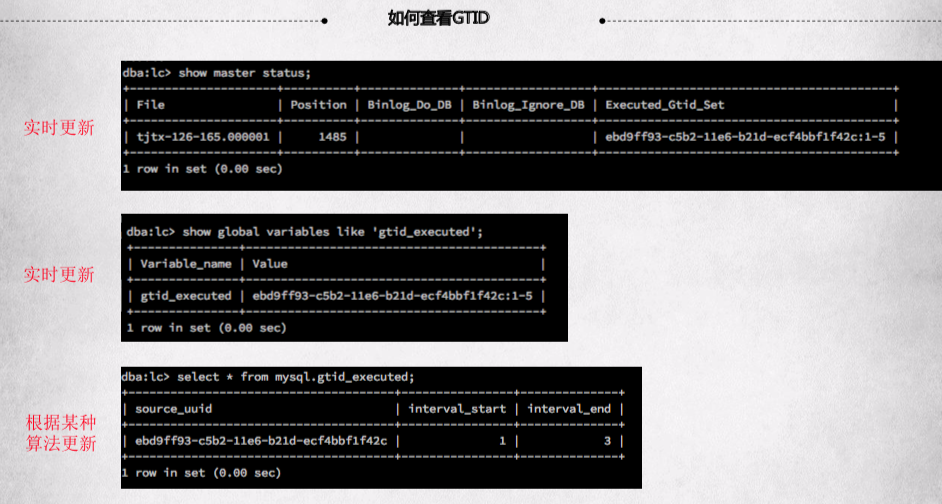 如何查看GTID
实时更新
dba:lc> show master status;
| File | Position | Binlog_Do_DB | Binlog_Ignore_DB | Executed_Gtid_Set |
| tjtx-126-165.000001 | 1485 | | | ebd9ff93-c5b2-11e6-b21d-ecf4bbf1f42c:1-5 |
1 row in set (0.00 sec)
实时更新
dba:lc> show global variables like 'gtid_executed';
| Variable_name | Value |
| gtid_executed | ebd9ff93-c5b2-11e6-b21d-ecf4bbf1f42c:1-5 |
1 row in set (0.00 sec)
根据某种
算法更新
dba:lc> select * from mysql.gtid_executed;
| source_uuid | interval_start | interval_end |
| ebd9ff93-c5b2-11e6-b21d-ecf4bbf1f42c | 1 | 3 |
1 row in set (0.00 sec)